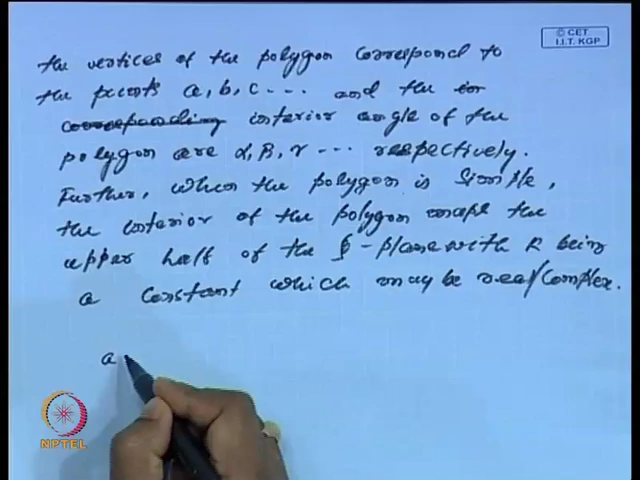 © CET
I.I.T. KGP
the vertices of the polygon correspond to
the points a, b, c ... and the in
corresponding interior angle of the
polygon are α, β, γ ... respectively.
Further, when the polygon is simple,
the interior of the polygon maps the
upper half of the ξ-plane with K being
a constant which may be real/complex.
a
NPTEL